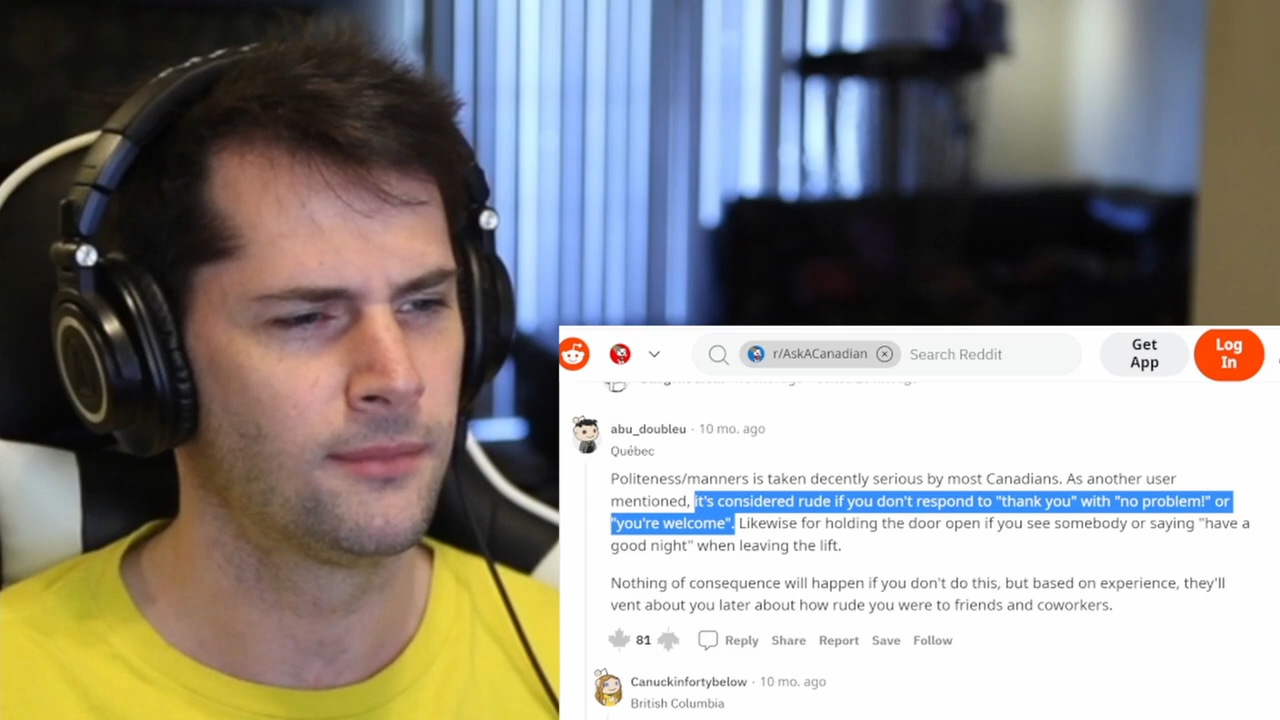 r/AskACanadian
Search Reddit
Get App
Log In
abu_doubleu · 10 mo. ago
Québec
Politeness/manners is taken decently serious by most Canadians. As another user
mentioned, it's considered rude if you don't respond to "thank you" with "no problem!" or
"you're welcome". Likewise for holding the door open if you see somebody or saying "have a
good night" when leaving the lift.
Nothing of consequence will happen if you don't do this, but based on experience, they'll
vent about you later about how rude you were to friends and coworkers.
81 Reply Share Report Save Follow
Canuckinfortybelow · 10 mo. ago
British Columbia